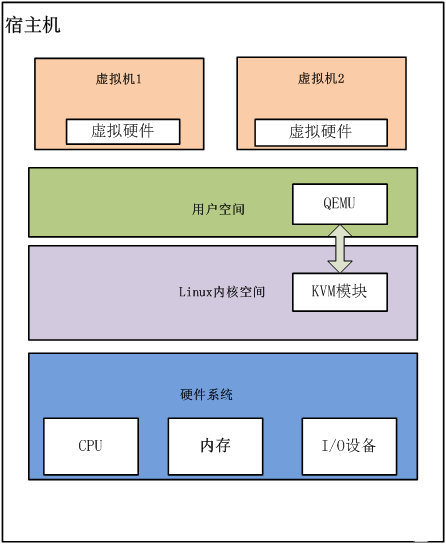 宿主机
虚拟机1
虚拟机2
虚拟硬件
虚拟硬件
用户空间
QEMU
Linux内核空间
KVM模块
硬件系统
CPU
内存
I/O设备